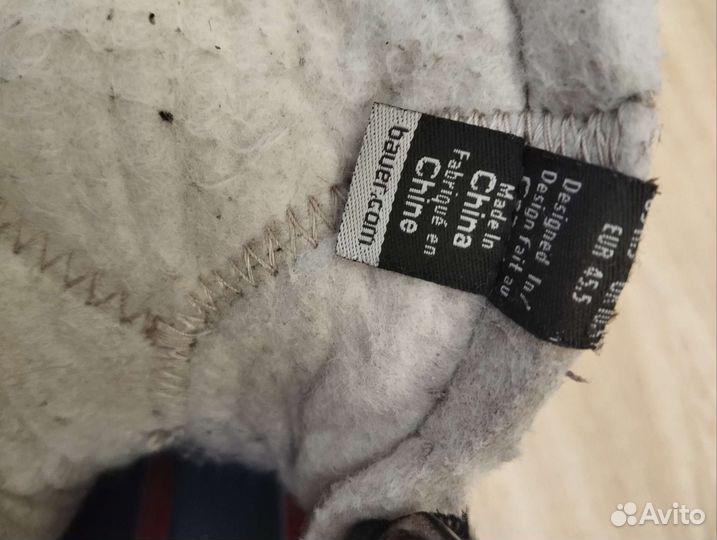 bauer.com
Made In
China
Fabriqué en
Chine
EUR 45.5
Designed In/
Design fait au
Avito